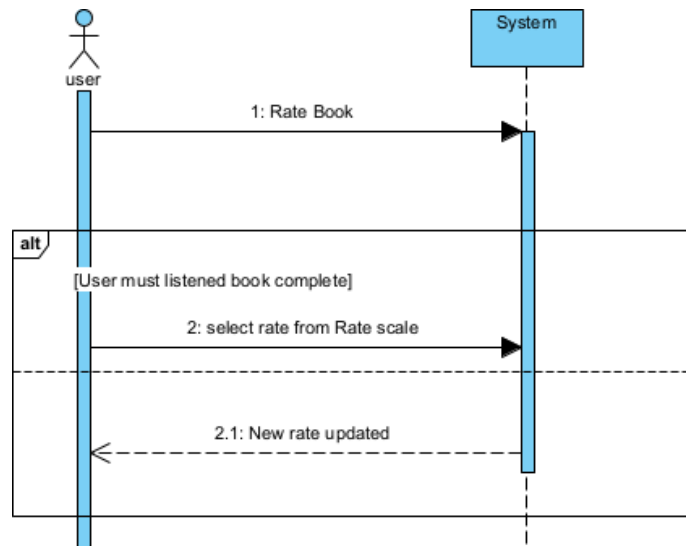 System
user
1: Rate Book
alt
[User must listened book complete]
2: select rate from Rate scale
2.1: New rate updated